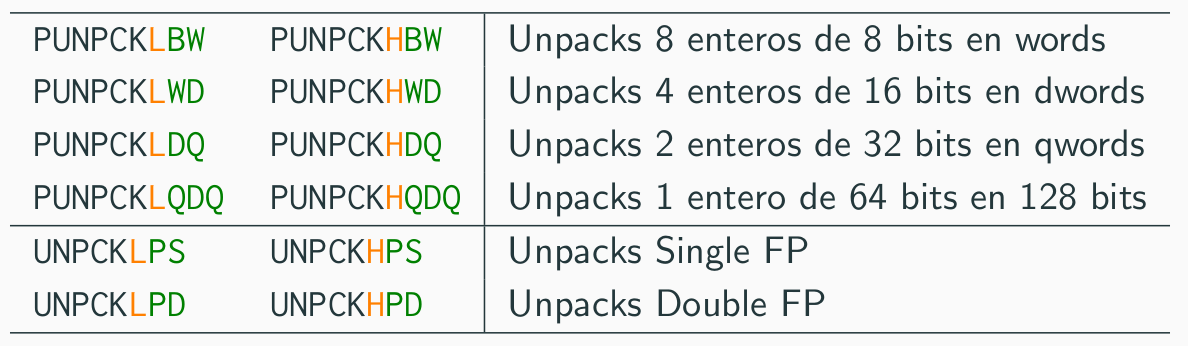 PUNPCKLBW PUNPCKHBW Unpacks 8 enteros de 8 bits en words
PUNPCKLWD PUNPCKHWD Unpacks 4 enteros de 16 bits en dwords
PUNPCKLDQ PUNPCKHDQ Unpacks 2 enteros de 32 bits en qwords
PUNPCKLQDQ PUNPCKHQDQ Unpacks 1 entero de 64 bits en 128 bits
UNPCKLPS UNPCKHPS Unpacks Single FP
UNPCKLPD UNPCKHPD Unpacks Double FP